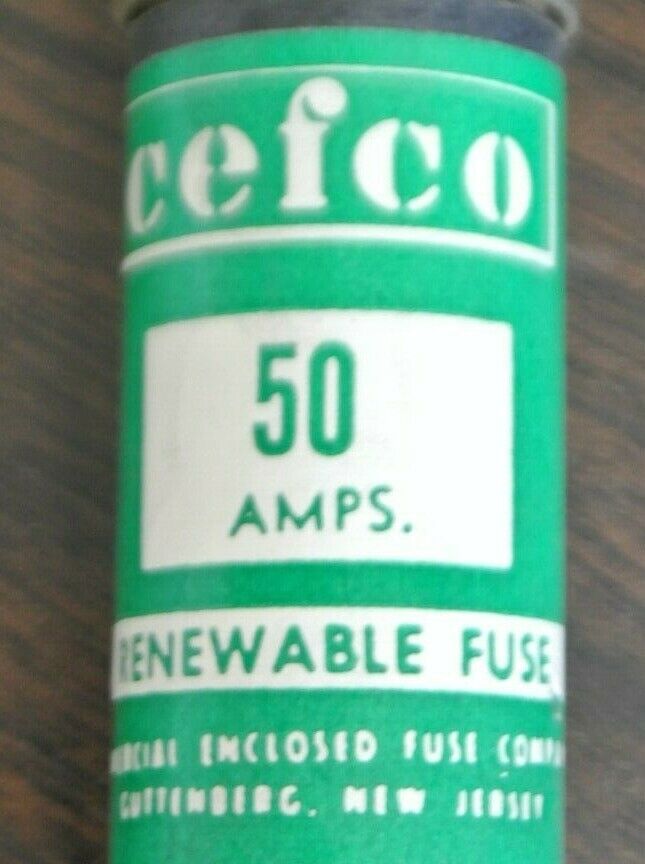 cefco
50
AMPS.
RENEWABLE FUSE
ENCLOSED FUSE
GUTTENBERG, NEW JERSEY